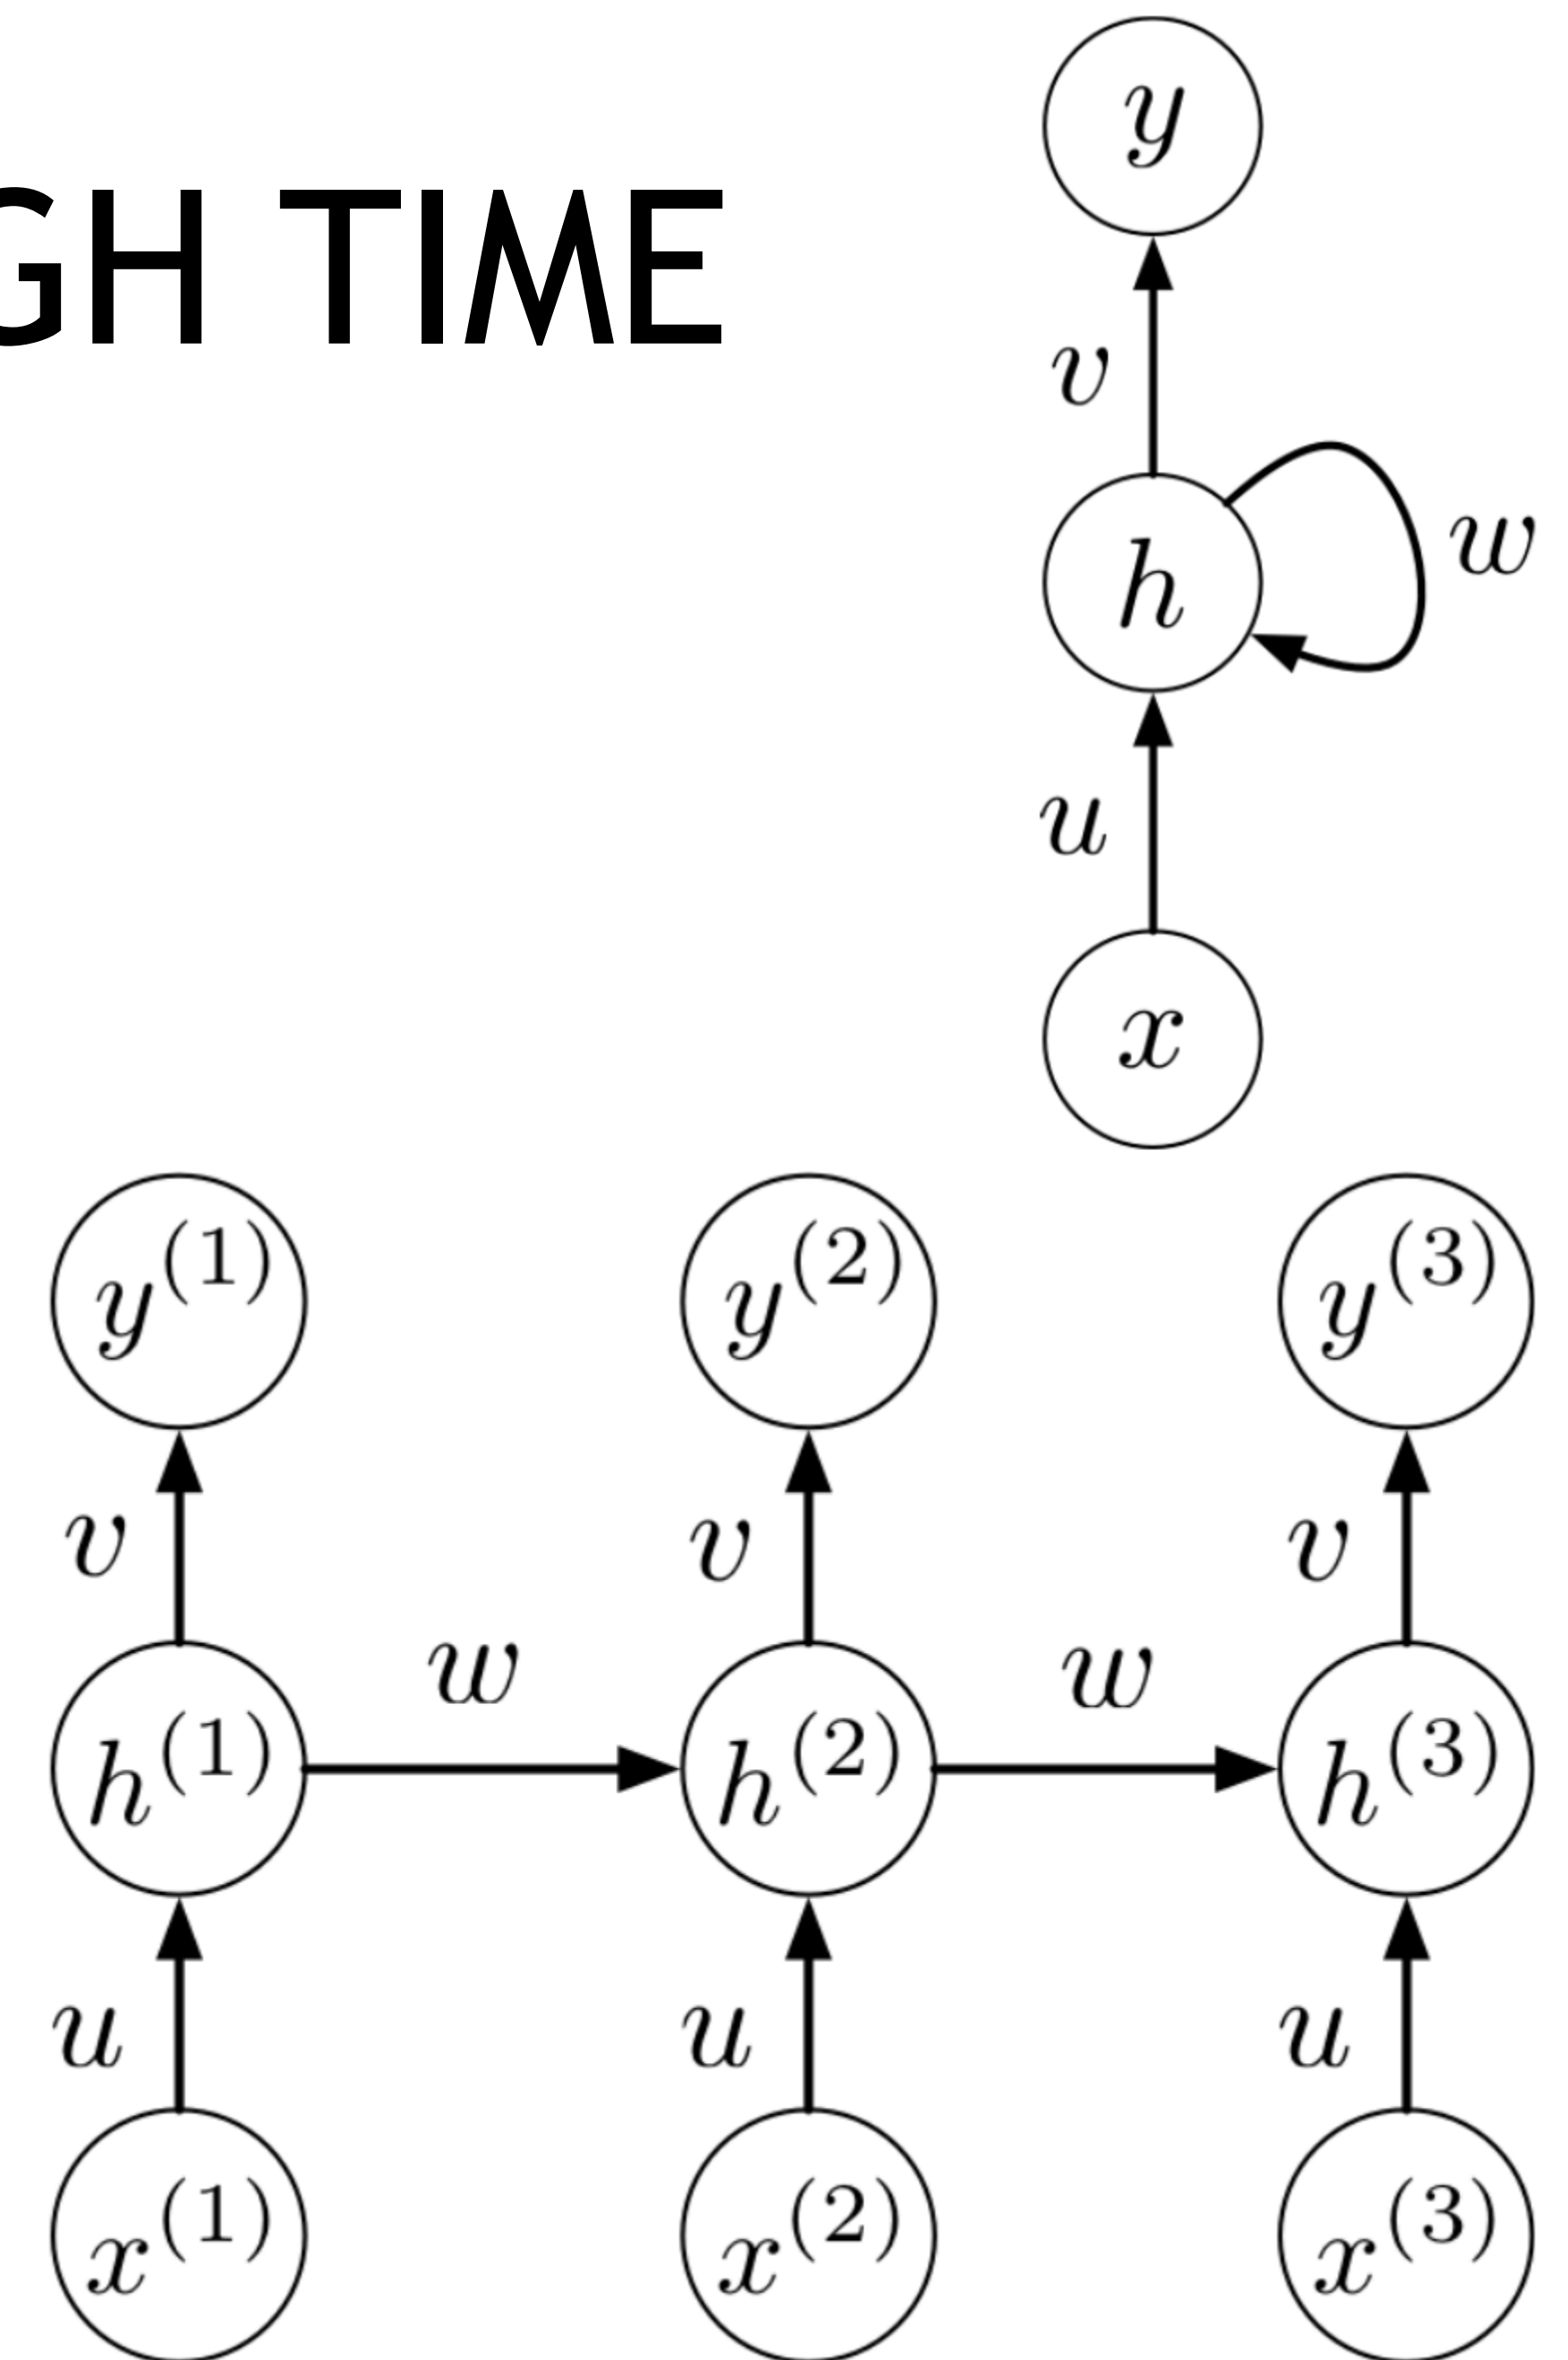 GH TIME
y
v
h
w
u
x
y^(1) y^(2) y^(3)
v v v
w w
h^(1) h^(2) h^(3)
u u u
x^(1) x^(2) x^(3)